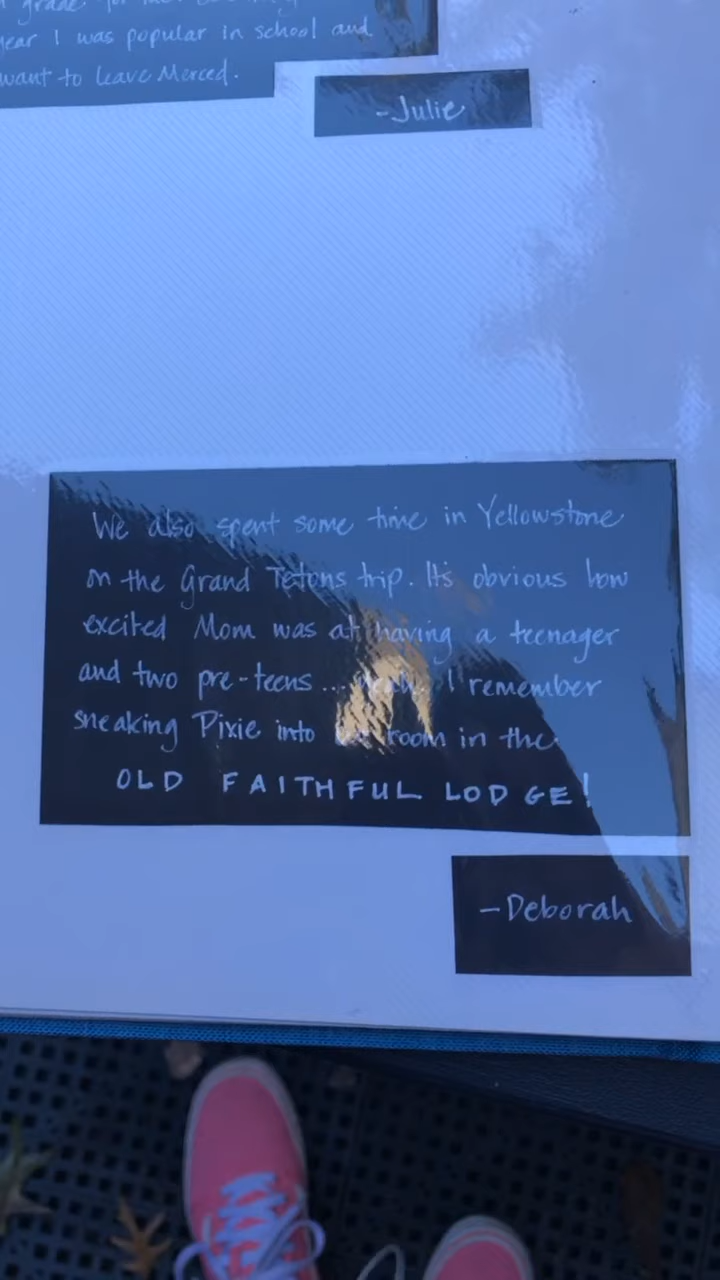 grade for
year I was popular in school and
want to leave Merced.
-Julie
We also spent some time in Yellowstone
on the Grand Tetons trip. It's obvious how
excited Mom was at having a teenager
and two pre-teens... I remember
sneaking Pixie into room in the
OLD FAITHFUL LODGE!
-Deborah